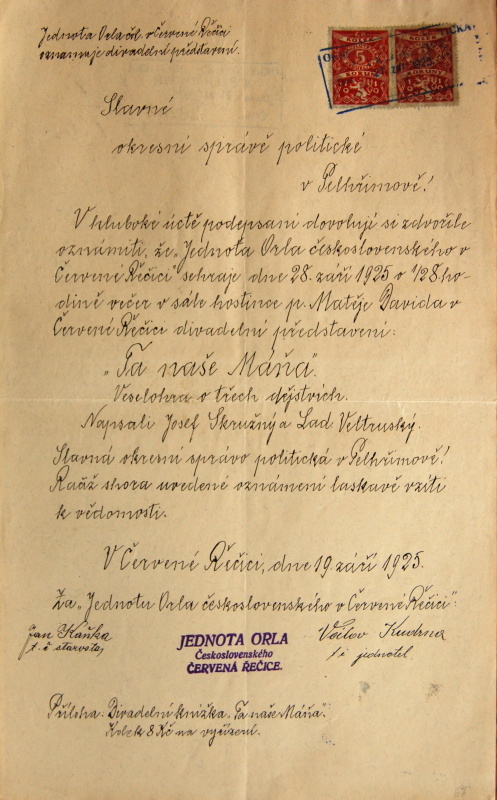 Jednota Orla čsl. v Červené Řečici
oznamuje divadelní představení.
KOLEK
5
KORUNY
Slavné
okresní správě politické
v Pelhřimově!
V hluboké úctě podepsaní dovolují si zdvořile
oznámiti, že „Jednota Orla československého v
Červené Řečici" sehraje dne 28. září 1925 o 1/28 ho-
dině večer v sále hostince p. Matěje Davida v
Červené Řečici divadelní představení:
„Ta naše Máňa".
Veselohra o třech dějstvích.
Napsali Josef Skružný a Lad. Veltruský.
Slavná okresní správo politická v Pelhřimově!
Račiž shora uvedené oznámení laskavě vzíti
k vědomosti.
V Červené Řečici, dne 19. září 1925.
Za „Jednotu Orla československého v Červené Řečici":
Jan Kaňka
t. č. starosta
JEDNOTA ORLA
Československého
ČERVENÁ ŘEČICE.
Václav Kudrna
t. č. jednatel
Příloha: Divadelní knížka „Ta naše Máňa".
Kolek 8 Kč na vyřízení.